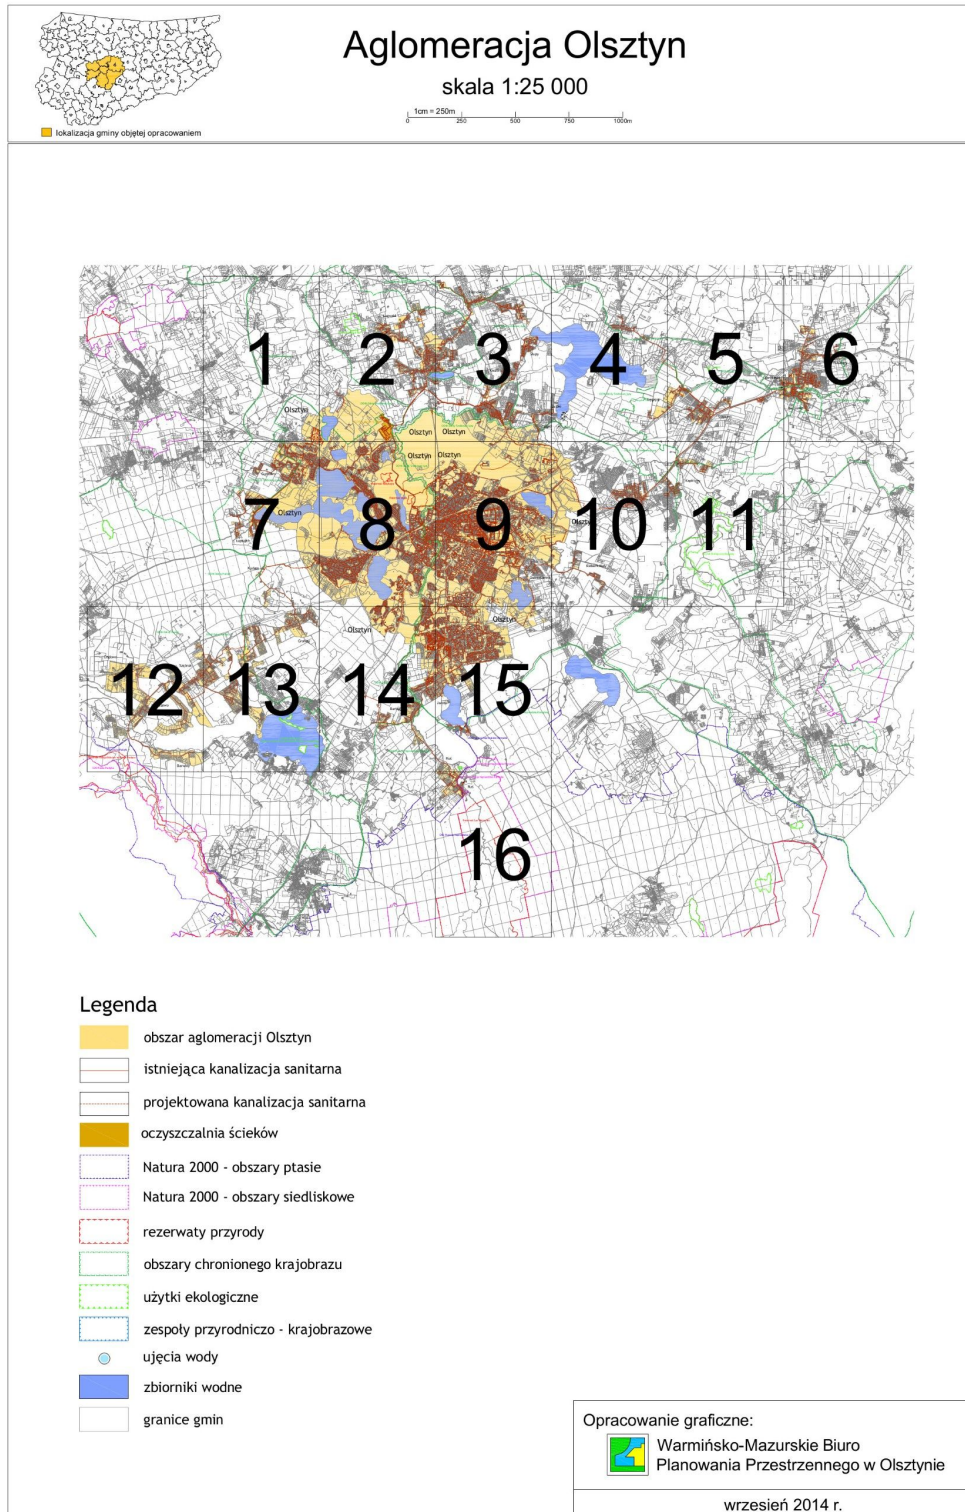 Aglomeracja Olsztyn
skala 1:25 000
1cm = 250m
0 250 500 750 1000m
lokalizacja gminy objętej opracowaniem
1 2 3 4 5 6
Olsztyn
Olsztyn Olsztyn
Olsztyn Olsztyn
7 8 9 10 11
Olsztyn
Olsztyn
Olsztyn
Olsztyn
12 13 14 15
16
Legenda
obszar aglomeracji Olsztyn
istniejąca kanalizacja sanitarna
projektowana kanalizacja sanitarna
oczyszczalnia ścieków
Natura 2000 - obszary ptasie
Natura 2000 - obszary siedliskowe
rezerwaty przyrody
obszary chronionego krajobrazu
użytki ekologiczne
zespoły przyrodniczo - krajobrazowe
ujęcia wody
zbiorniki wodne
granice gmin
Opracowanie graficzne:
Warmińsko-Mazurskie Biuro
Planowania Przestrzennego w Olsztynie
wrzesień 2014 r.